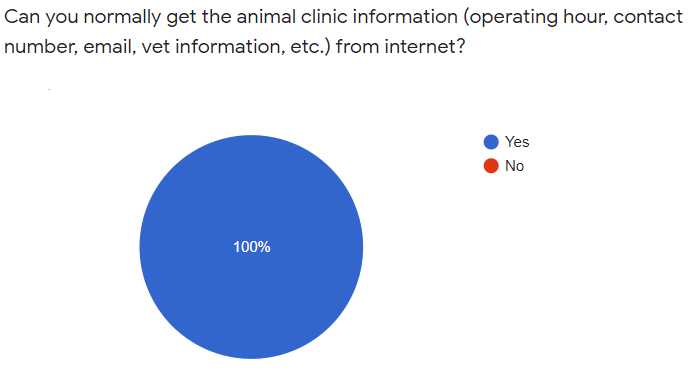 Can you normally get the animal clinic information (operating hour, contact
number, email, vet information, etc.) from internet?
Yes
No
100%